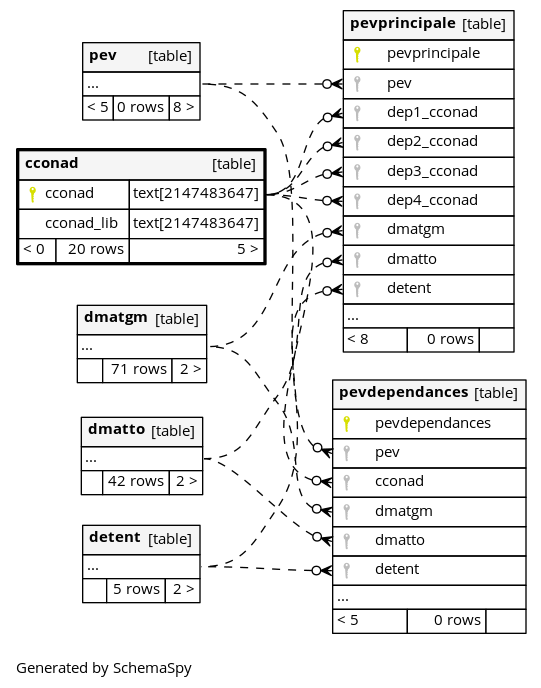 pev [table]
...
< 5 0 rows 8 >
cconad [table]
cconad text[2147483647]
cconad_lib text[2147483647]
< 0 20 rows 5 >
dmatgm [table]
...
71 rows 2 >
dmatto [table]
...
42 rows 2 >
detent [table]
...
5 rows 2 >
pevprincipale [table]
pevprincipale
pev
dep1_cconad
dep2_cconad
dep3_cconad
dep4_cconad
dmatgm
dmatto
detent
...
< 8 0 rows
pevdependances [table]
pevdependances
pev
cconad
dmatgm
dmatto
detent
...
< 5 0 rows
Generated by SchemaSpy